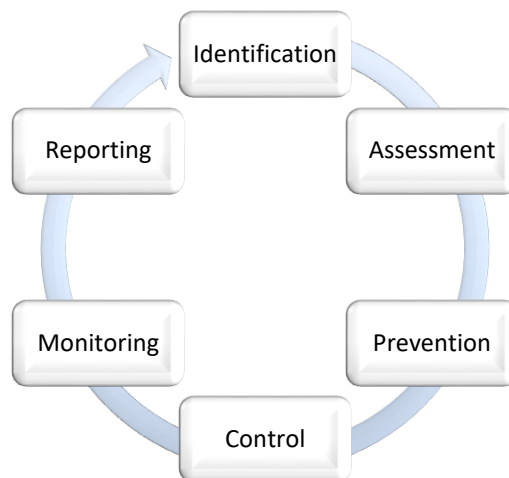 Identification
Assessment
Prevention
Control
Monitoring
Reporting